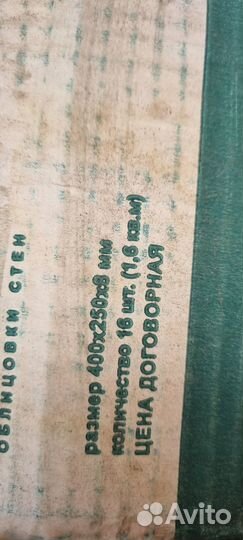 ОБЛИЦОВКИ СТЕН
размер 400х250х8 мм
количество 16 шт. (1,6 кв.м)
ЦЕНА ДОГОВОРНАЯ
Avito